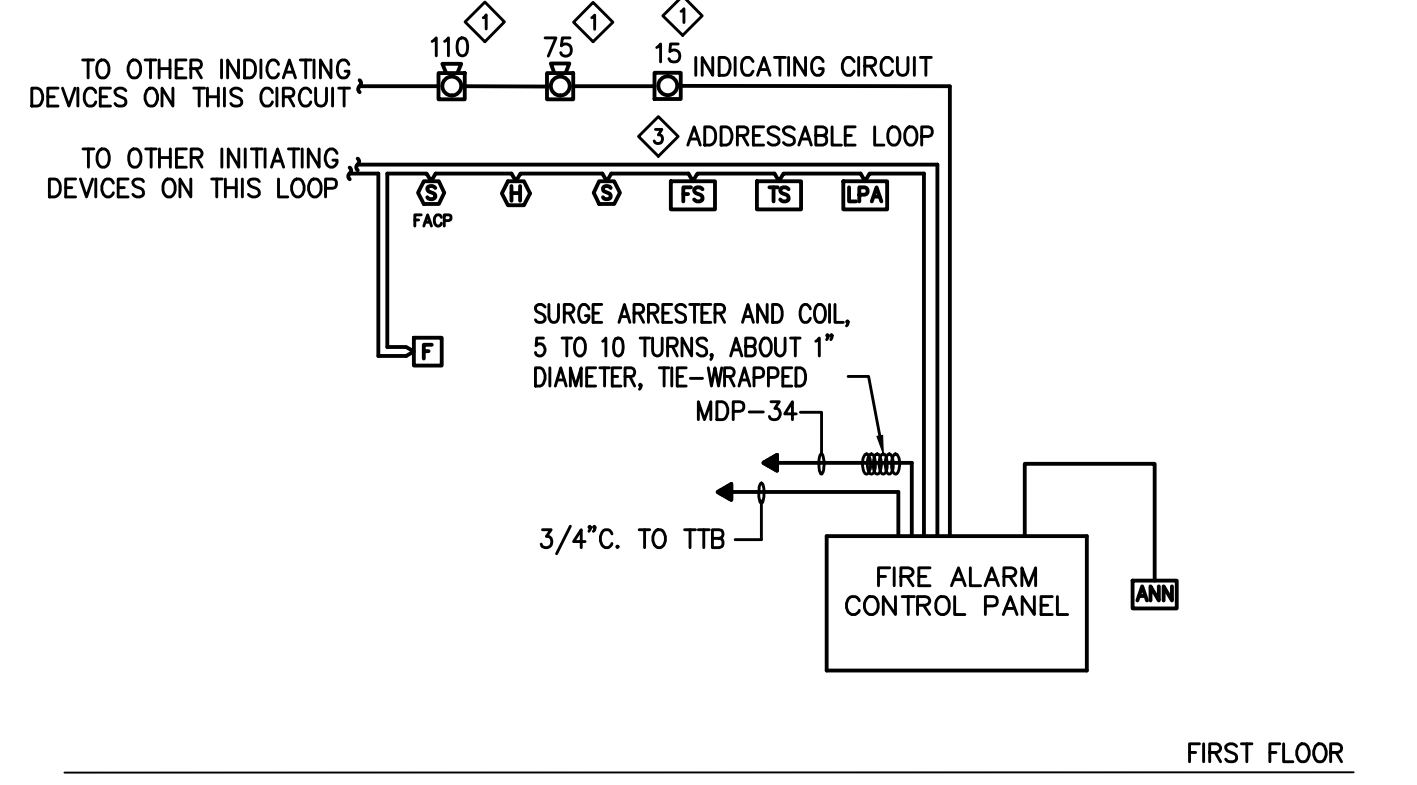 1 1 1
110 75 15
INDICATING CIRCUIT
TO OTHER INDICATING
DEVICES ON THIS CIRCUIT
3 ADDRESSABLE LOOP
TO OTHER INITIATING
DEVICES ON THIS LOOP
S H S FS TS LPA
FACP
SURGE ARRESTER AND COIL,
5 TO 10 TURNS, ABOUT 1"
DIAMETER, TIE-WRAPPED
F
MDP-34
3/4"C. TO TTB
FIRE ALARM
CONTROL PANEL
ANN
FIRST FLOOR